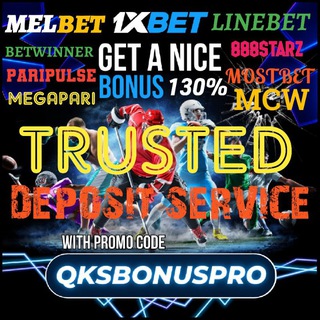 MELBET 1XBET LINEBET
BETWINNER GET A NICE 888STARZ
PARIPULSE BONUS 130% MOSTBET
MEGAPARI MCW
TRUSTED
DEPOSIT SERVICE
WITH PROMO CODE
QKSBONUSPRO